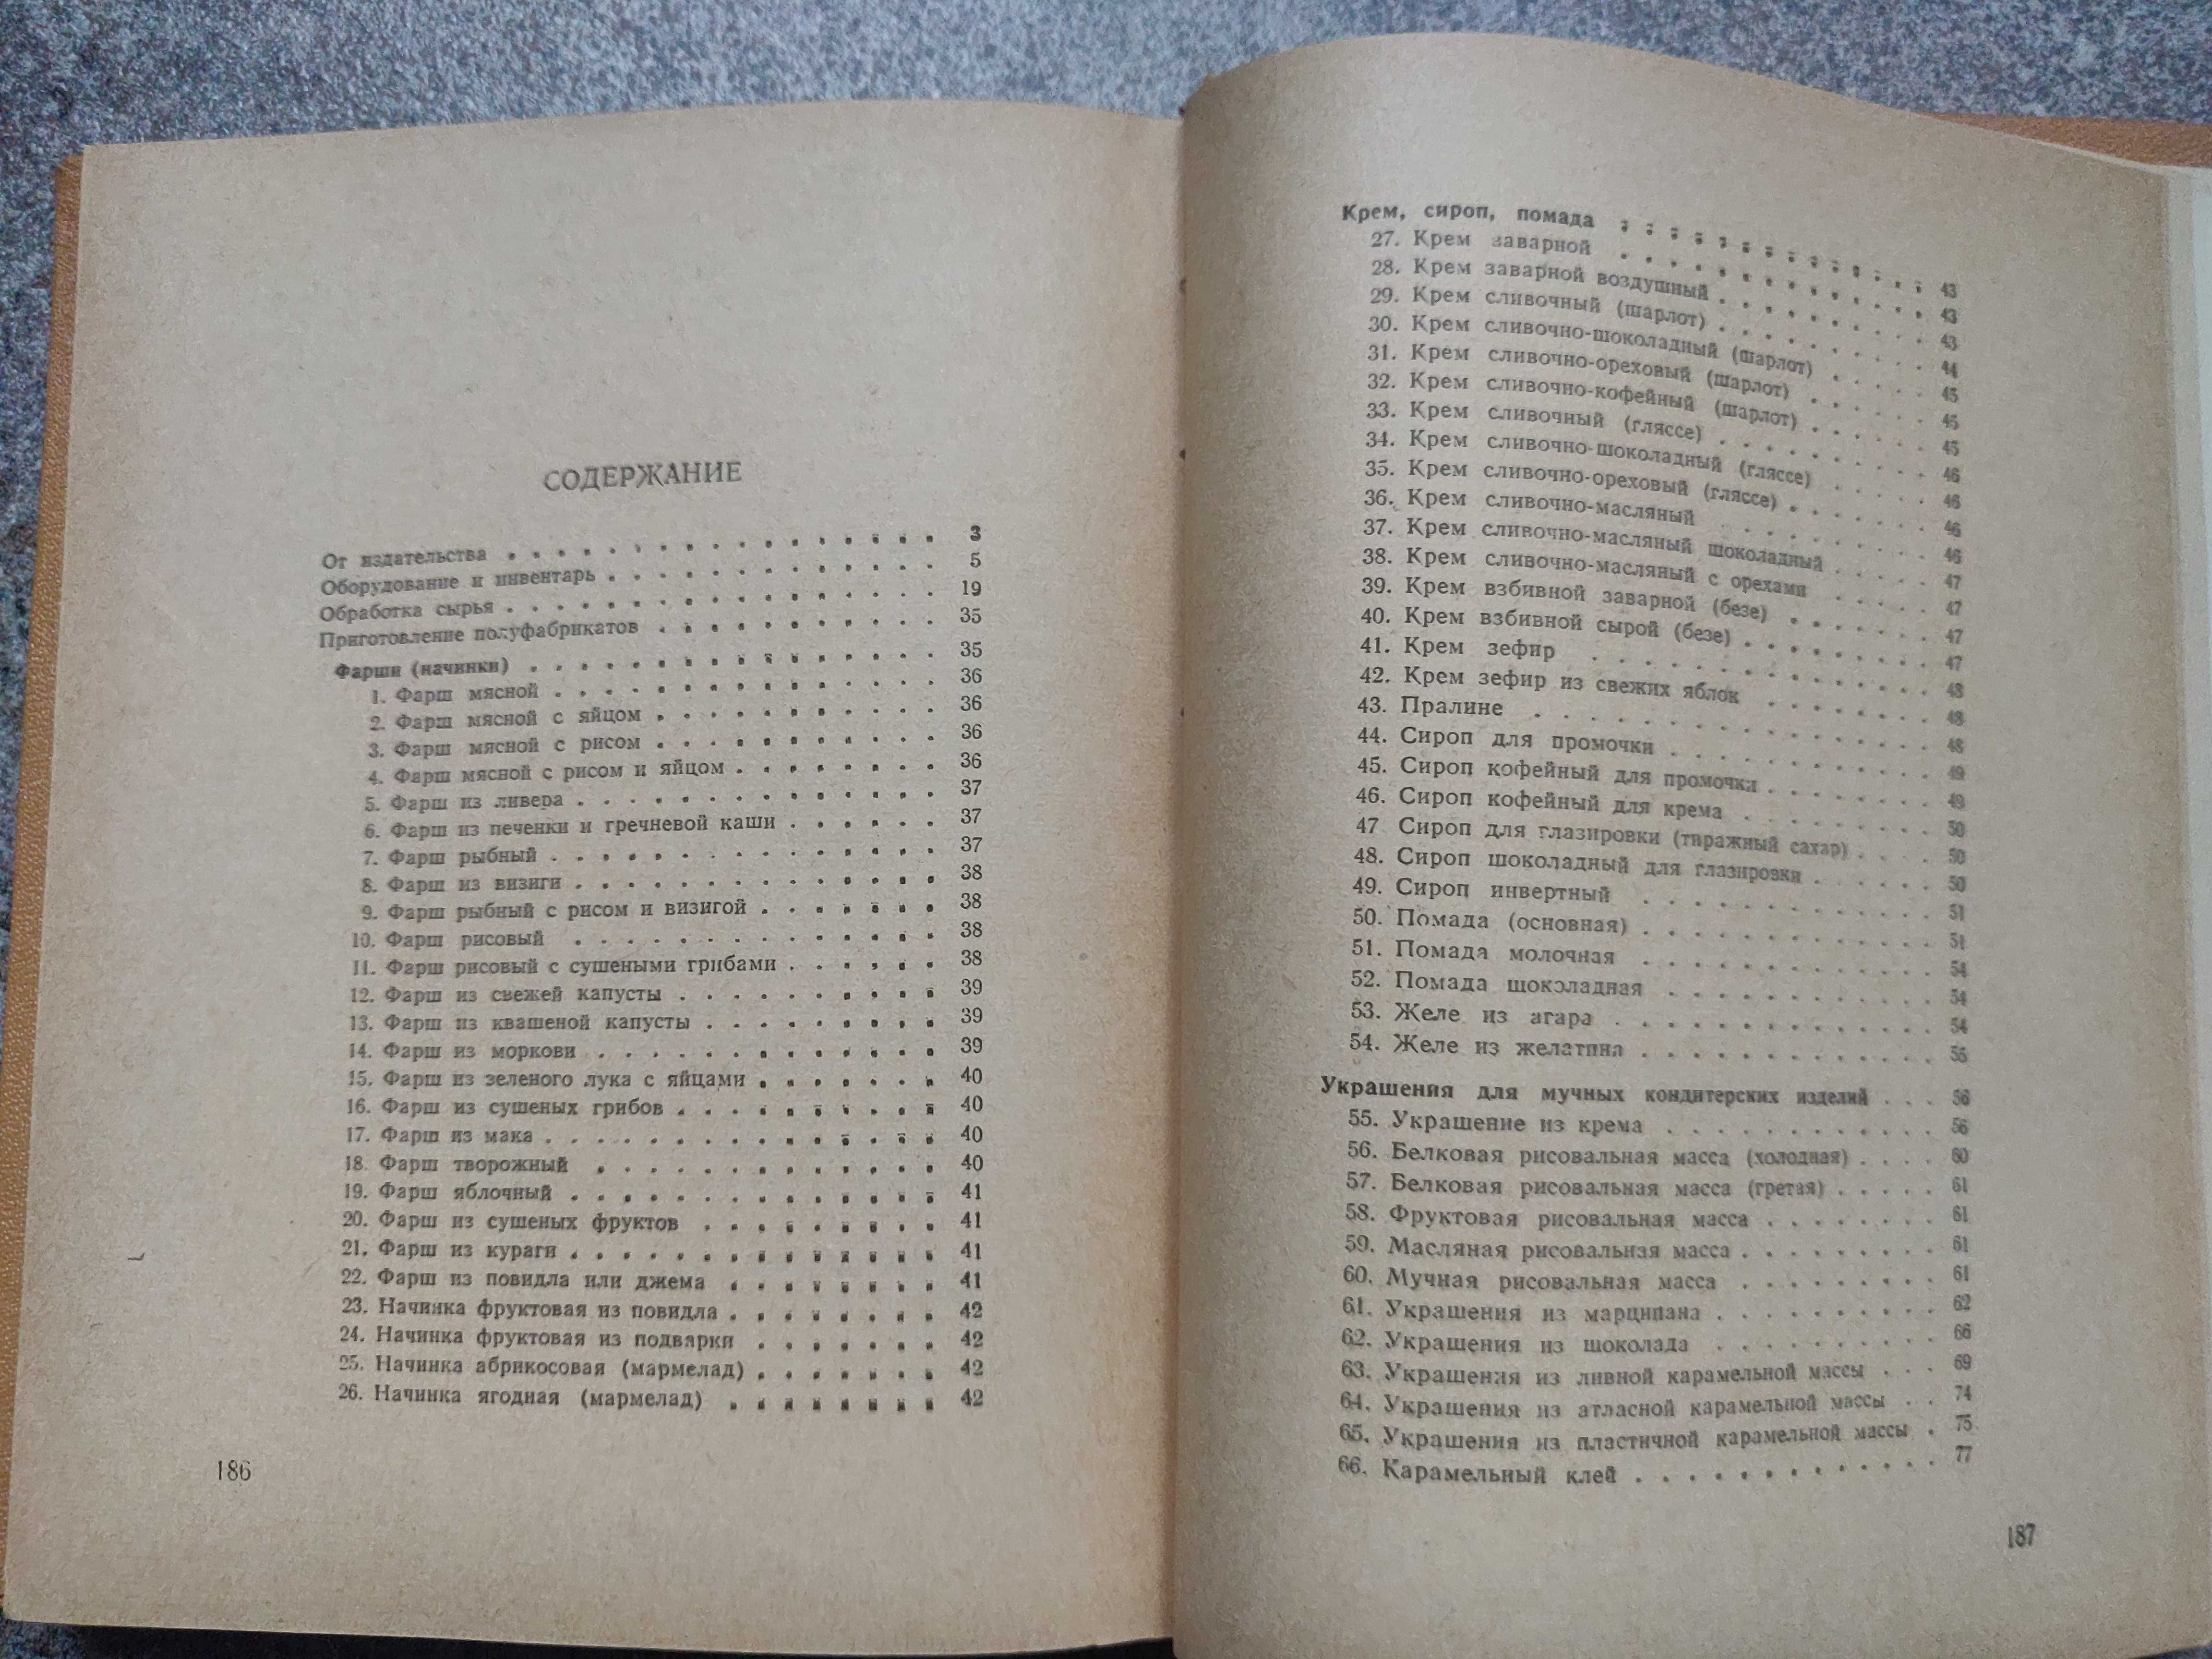 СОДЕРЖАНИЕ
От издательства . . . . . . . . . . . . . . . . . 3
Оборудование и инвентарь . . . . . . . . . . . . . 5
Обработка сырья . . . . . . . . . . . . . . . . . 19
Приготовление полуфабрикатов . . . . . . . . . . . 35
Фарши (начинки) . . . . . . . . . . . . . . . . 35
1. Фарш мясной . . . . . . . . . . . . . . . 36
2. Фарш мясной с яйцом . . . . . . . . . . . 36
3. Фарш мясной с рисом . . . . . . . . . . . 36
4. Фарш мясной с рисом и яйцом . . . . . . . . 36
5. Фарш из ливера . . . . . . . . . . . . . . 37
6. Фарш из печенки и гречневой каши . . . . . . 37
7. Фарш рыбный . . . . . . . . . . . . . . . 37
8. Фарш из визиги . . . . . . . . . . . . . . 38
9. Фарш рыбный с рисом и визигой . . . . . . . 38
10. Фарш рисовый . . . . . . . . . . . . . . 38
11. Фарш рисовый с сушеными грибами . . . . . . 38
12. Фарш из свежей капусты . . . . . . . . . . 39
13. Фарш из квашеной капусты . . . . . . . . . 39
14. Фарш из моркови . . . . . . . . . . . . . 39
15. Фарш из зеленого лука с яйцами . . . . . . . 40
16. Фарш из сушеных грибов . . . . . . . . . . 40
17. Фарш из мака . . . . . . . . . . . . . . . 40
18. Фарш творожный . . . . . . . . . . . . . 40
19. Фарш яблочный . . . . . . . . . . . . . . 41
20. Фарш из сушеных фруктов . . . . . . . . . 41
21. Фарш из кураги . . . . . . . . . . . . . . 41
22. Фарш из повидла или джема . . . . . . . . 41
23. Начинка фруктовая из повидла . . . . . . . . 42
24. Начинка фруктовая из подварки . . . . . . . 42
25. Начинка абрикосовая (мармелад) . . . . . . . 42
26. Начинка ягодная (мармелад) . . . . . . . . 42
186
Крем, сироп, помада . . . . . . . . . . . . . 43
27. Крем заварной . . . . . . . . . . . . . 43
28. Крем заварной воздушный . . . . . . . . . 43
29. Крем сливочный (шарлот) . . . . . . . . . 44
30. Крем сливочно-шоколадный (шарлот) . . . . 45
31. Крем сливочно-ореховый (шарлот) . . . . . 45
32. Крем сливочно-кофейный (шарлот) . . . . . 45
33. Крем сливочный (гляссе) . . . . . . . . . 46
34. Крем сливочно-шоколадный (гляссе) . . . . 46
35. Крем сливочно-ореховый (гляссе) . . . . . . 46
36. Крем сливочно-масляный . . . . . . . . . 46
37. Крем сливочно-масляный шоколадный . . . . 47
38. Крем сливочно-масляный с орехами . . . . . 47
39. Крем взбивной заварной (безе) . . . . . . 47
40. Крем взбивной сырой (безе) . . . . . . . . 47
41. Крем зефир . . . . . . . . . . . . . . 48
42. Крем зефир из свежих яблок . . . . . . . 48
43. Пралине . . . . . . . . . . . . . . . . 48
44. Сироп для промочки . . . . . . . . . . . 49
45. Сироп кофейный для промочки . . . . . . . 49
46. Сироп кофейный для крема . . . . . . . . 50
47 Сироп для глазировки (тиражный сахар) . . . . 50
48. Сироп шоколадный для глазировки . . . . . 50
49. Сироп инвертный . . . . . . . . . . . . 51
50. Помада (основная) . . . . . . . . . . . . 51
51. Помада молочная . . . . . . . . . . . . 54
52. Помада шоколадная . . . . . . . . . . . 54
53. Желе из агара . . . . . . . . . . . . . 54
54. Желе из желатина . . . . . . . . . . . . 55
Украшения для мучных кондитерских изделий . . . 56
55. Украшение из крема . . . . . . . . . . . 56
56. Белковая рисовальная масса (холодная) . . . . 60
57. Белковая рисовальная масса (гретая) . . . . . 61
58. Фруктовая рисовальная масса . . . . . . . 61
59. Масляная рисовальная масса . . . . . . . . 61
60. Мучная рисовальная масса . . . . . . . . 61
61. Украшения из марципана . . . . . . . . . 62
62. Украшения из шоколада . . . . . . . . . 66
63. Украшения из ливной карамельной массы . . . 69
64. Украшения из атласной карамельной массы . . 74
65. Украшения из пластичной карамельной массы . 75
66. Карамельный клей . . . . . . . . . . . . 77
187